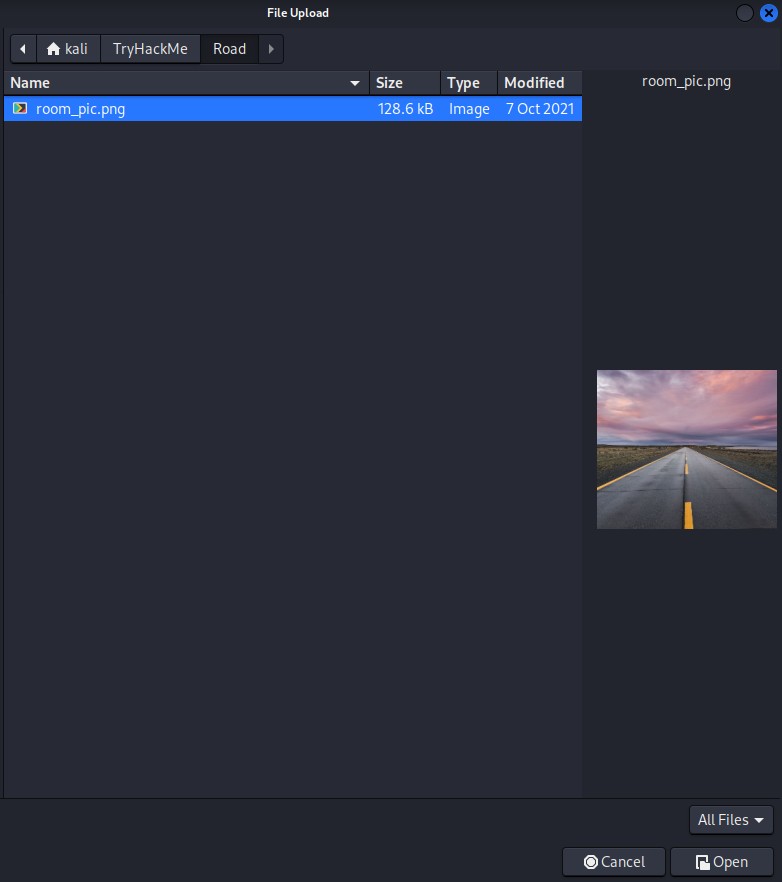 File Upload
kali TryHackMe Road
Name Size Type Modified
room_pic.png 128.6 kB Image 7 Oct 2021
room_pic.png
All Files
Cancel Open